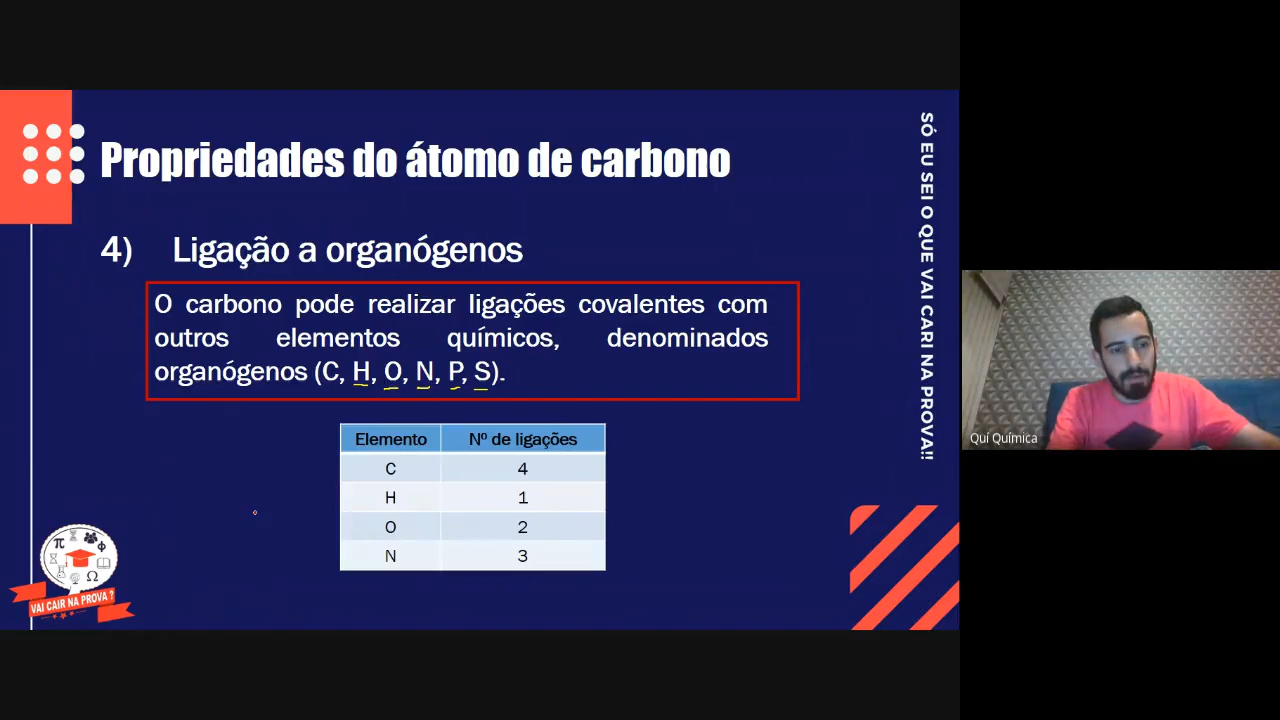 Propriedades do átomo de carbono
4) Ligação a organógenos
O carbono pode realizar ligações covalentes com
outros elementos químicos, denominados
organógenos (C, H, O, N, P, S).
Elemento Nº de ligações
C 4
H 1
O 2
N 3
SÓ EU SEI O QUE VAI CARI NA PROVA!!
π
Φ
Ω
VAI CAIR NA PROVA ?
Quí Química